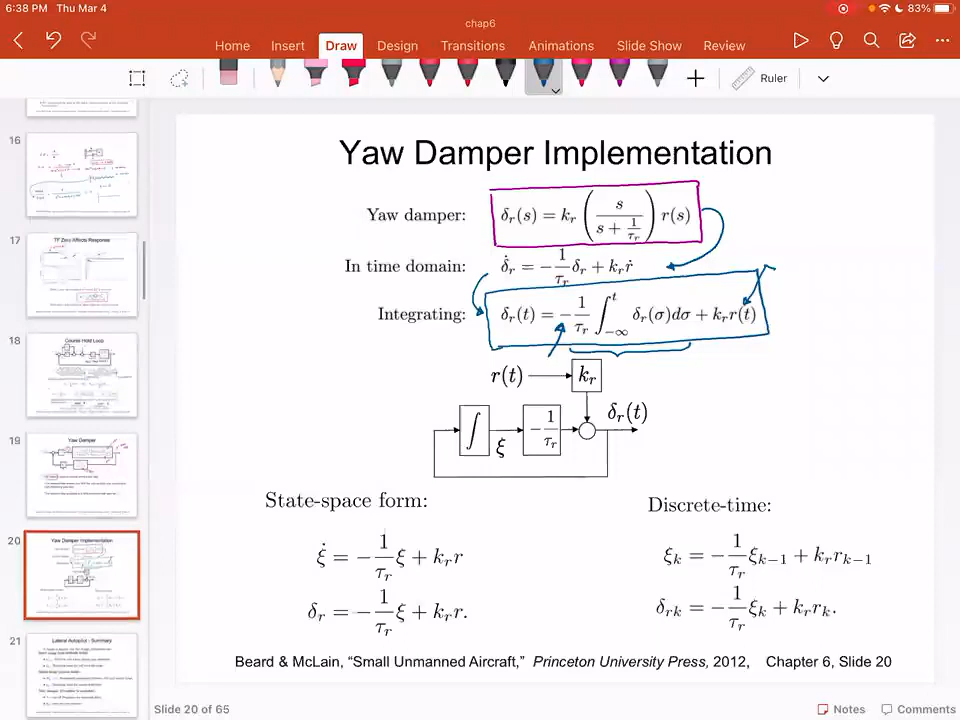 6:38 PM Thu Mar 4
83%
chap6
Home Insert Draw Design Transitions Animations Slide Show Review
Ruler
16
17
TF Zero Affects Response
18
Course Hold Loop
19
Yaw Damper
20
Yaw Damper Implementation
21
Lateral Autopilot - Summary
Yaw Damper Implementation
Yaw damper: δ_r(s) = k_r ( s / (s + 1/τ_r) ) r(s)
In time domain: δ̇_r = −(1/τ_r) δ_r + k_r ṙ
Integrating: δ_r(t) = −(1/τ_r) ∫_{−∞}^{t} δ_r(σ)dσ + k_r r(t)
r(t) k_r
∫ ξ −1/τ_r δ_r(t)
State-space form:
ξ̇ = −(1/τ_r) ξ + k_r r
δ_r = −(1/τ_r) ξ + k_r r.
Discrete-time:
ξ_k = −(1/τ_r) ξ_{k−1} + k_r r_{k−1}
δ_{rk} = −(1/τ_r) ξ_k + k_r r_k.
Beard & McLain, “Small Unmanned Aircraft,” Princeton University Press, 2012, Chapter 6, Slide 20
Slide 20 of 65
Notes Comments